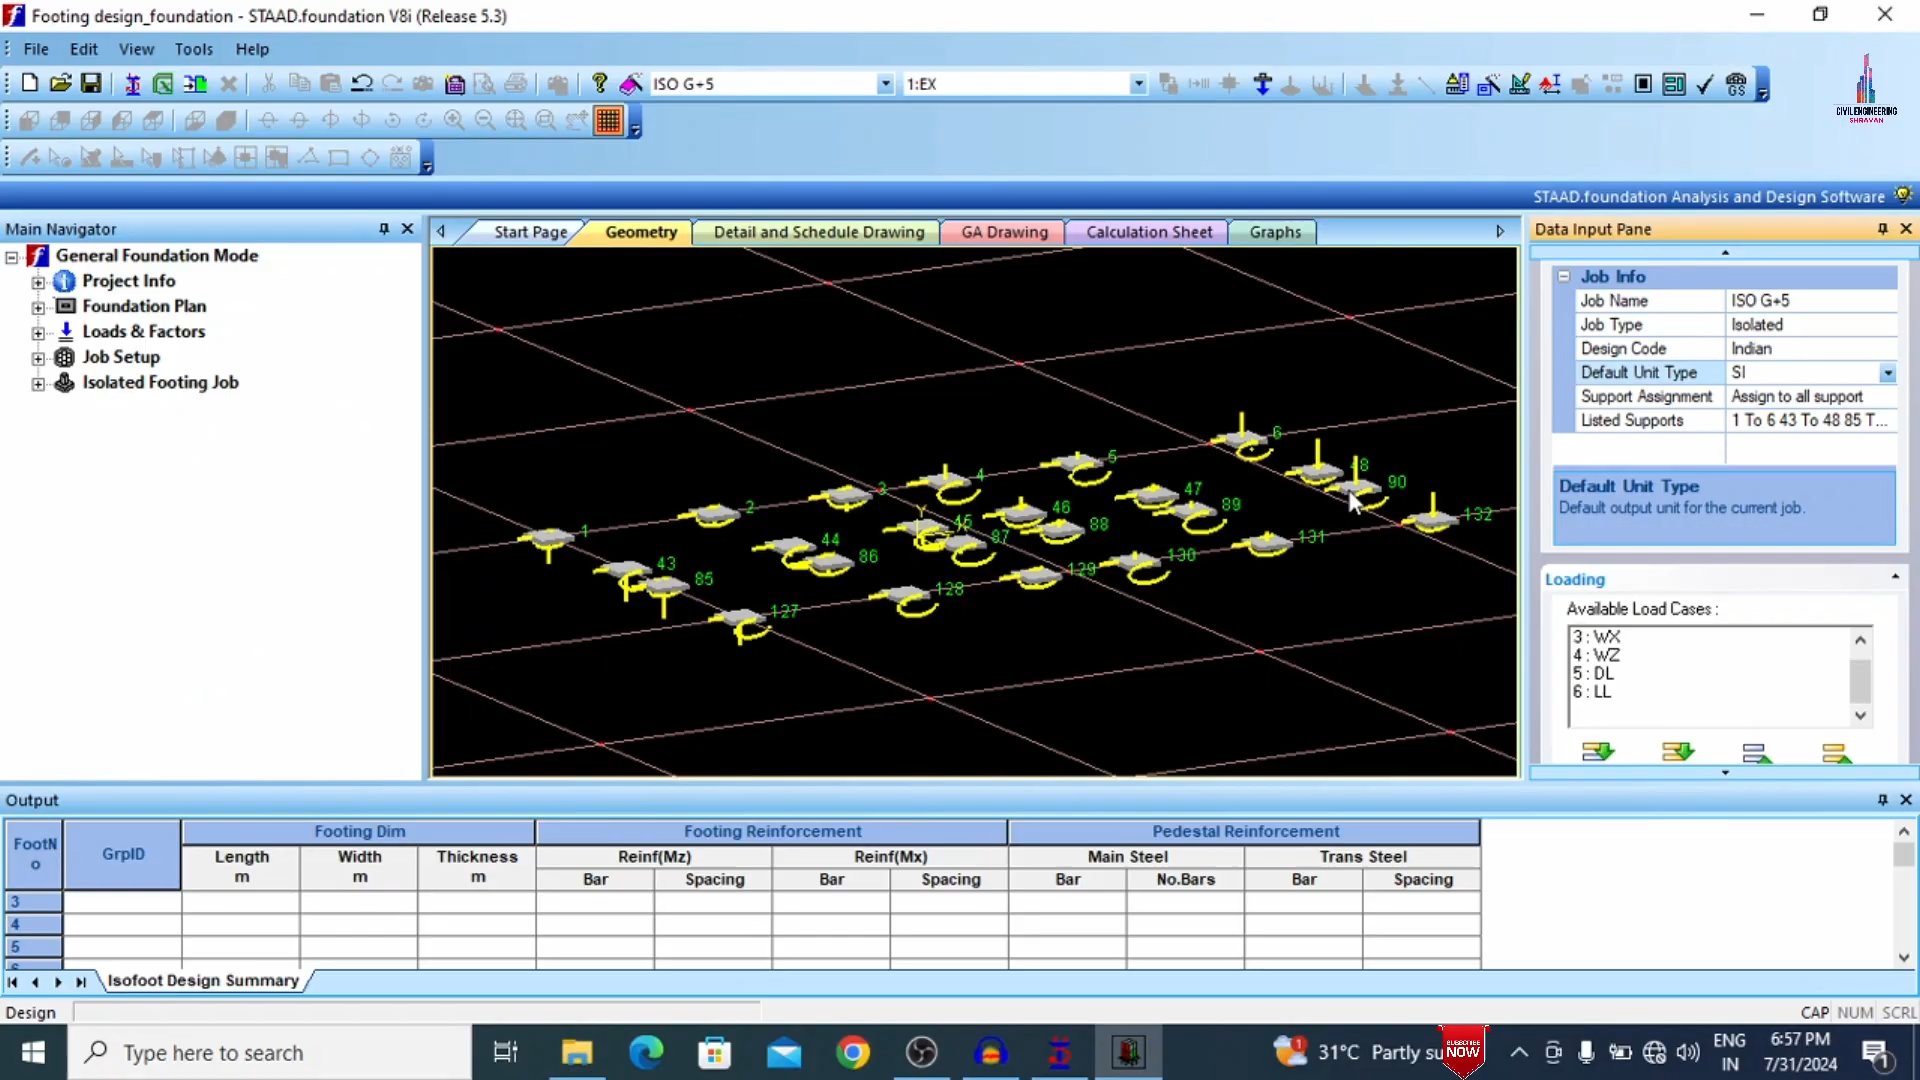 Footing design_foundation - STAAD.foundation V8i (Release 5.3)
File Edit View Tools Help
ISO G+5 1:EX
CIVIL ENGINEERING
SHRAVAN
STAAD.foundation Analysis and Design Software
Main Navigator
General Foundation Mode
Project Info
Foundation Plan
Loads & Factors
Job Setup
Isolated Footing Job
Start Page Geometry Detail and Schedule Drawing GA Drawing Calculation Sheet Graphs
6
5 48
4 47 90
3 46 89 132
2 45 88 131
1 44 87 130
43 86 129
85 128
127
Y
Data Input Pane
Job Info
Job Name ISO G+5
Job Type Isolated
Design Code Indian
Default Unit Type SI
Support Assignment Assign to all support
Listed Supports 1 To 6 43 To 48 85 T...
Default Unit Type
Default output unit for the current job.
Loading
Available Load Cases :
3 : WX
4 : WZ
5 : DL
6 : LL
Output
FootNo GrpID Footing Dim Footing Reinforcement Pedestal Reinforcement
Length m Width m Thickness m Reinf(Mz) Reinf(Mx) Main Steel Trans Steel
Bar Spacing Bar Spacing Bar No.Bars Bar Spacing
3
4
5
Isofoot Design Summary
Design CAP NUM SCRL
Type here to search
31°C Partly su
SUBSCRIBE
NOW
ENG
IN
6:57 PM
7/31/2024
1